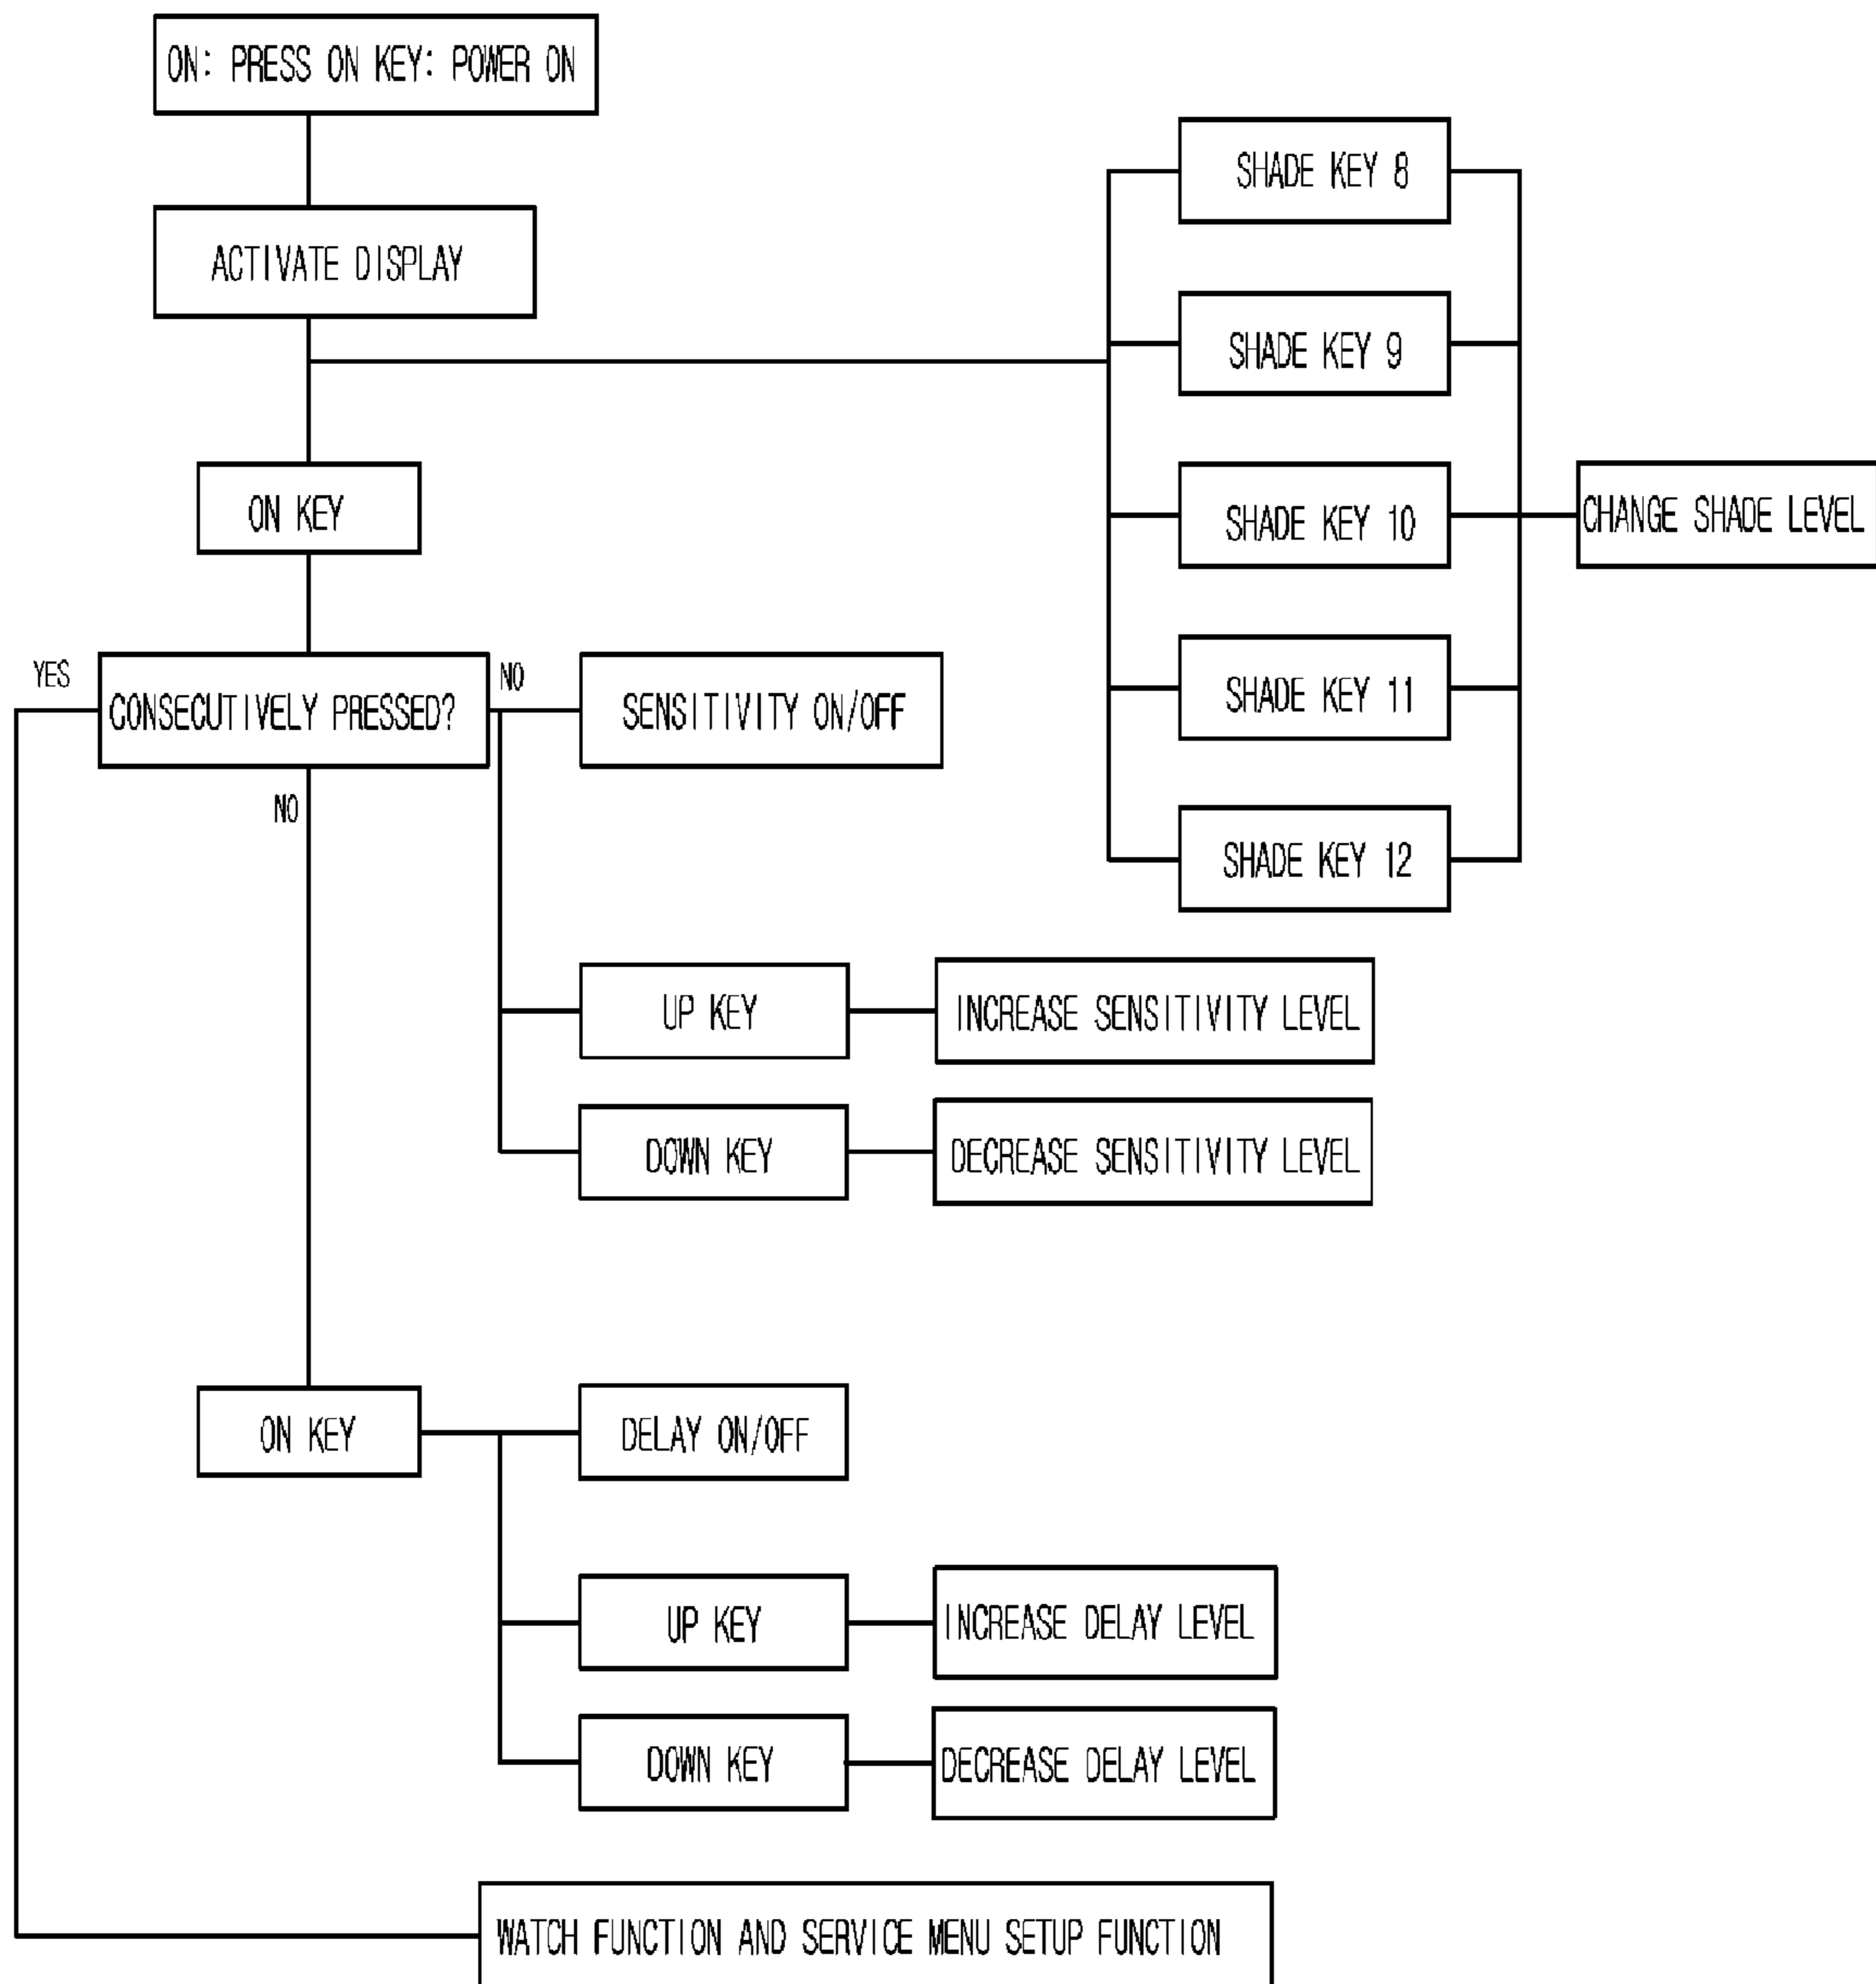 ON: PRESS ON KEY: POWER ON
ACTIVATE DISPLAY
SHADE KEY 8
SHADE KEY 9
SHADE KEY 10
SHADE KEY 11
SHADE KEY 12
CHANGE SHADE LEVEL
ON KEY
YES
CONSECUTIVELY PRESSED?
NO
SENSITIVITY ON/OFF
NO
UP KEY
INCREASE SENSITIVITY LEVEL
DOWN KEY
DECREASE SENSITIVITY LEVEL
ON KEY
DELAY ON/OFF
UP KEY
INCREASE DELAY LEVEL
DOWN KEY
DECREASE DELAY LEVEL
WATCH FUNCTION AND SERVICE MENU SETUP FUNCTION